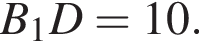 B₁D = 10.